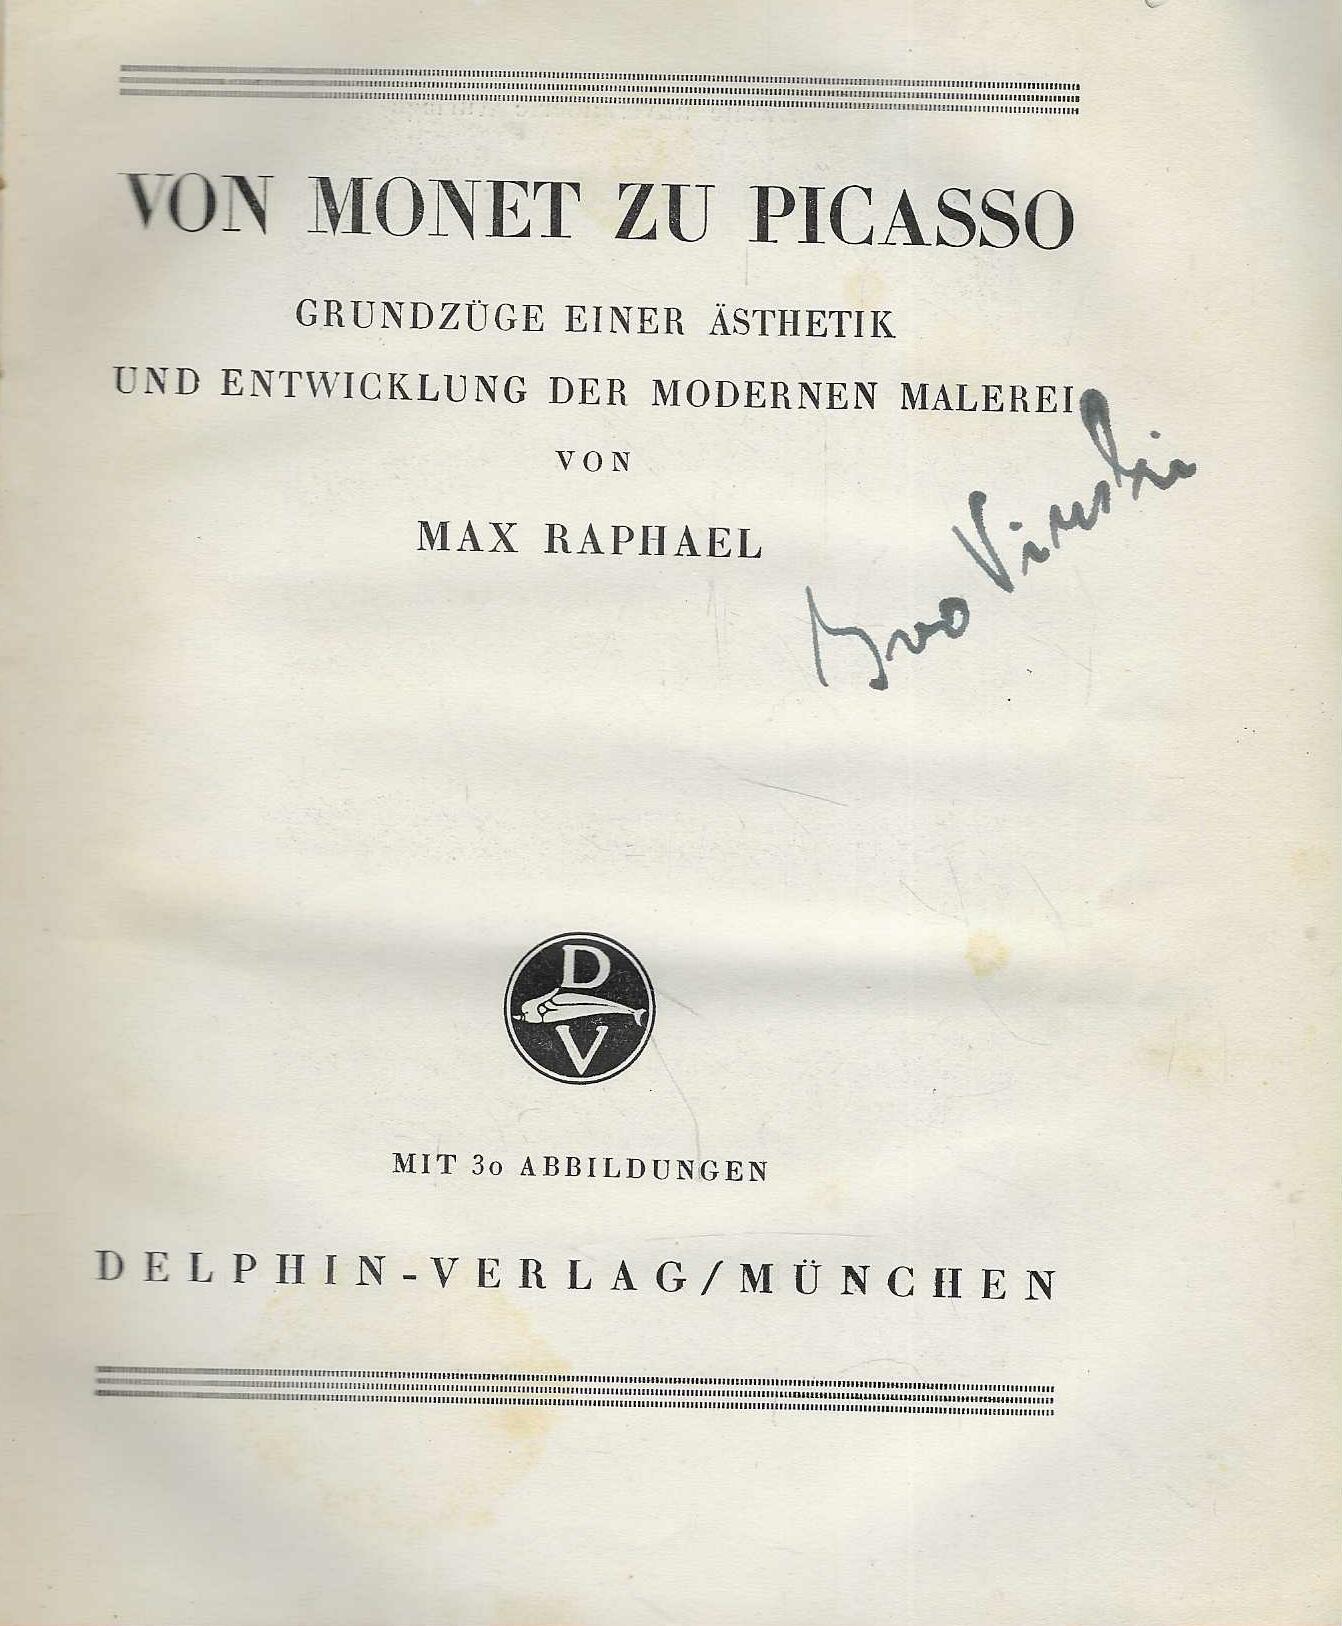 VON MONET ZU PICASSO
GRUNDZÜGE EINER ÄSTHETIK
UND ENTWICKLUNG DER MODERNEN MALEREI
VON
MAX RAPHAEL
Ivo
D
V
MIT 30 ABBILDUNGEN
DELPHIN-VERLAG/MÜNCHEN